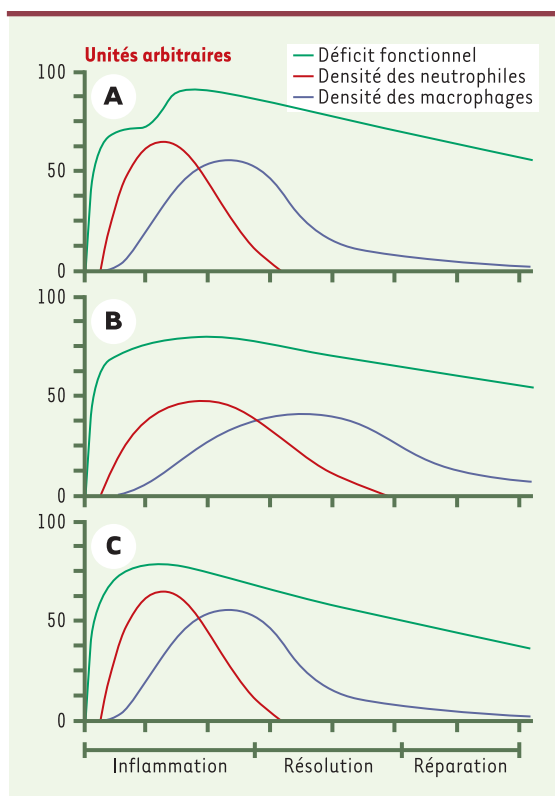 Unités arbitraires
Déficit fonctionnel
Densité des neutrophiles
Densité des macrophages
100
A
50
0
100
B
50
0
100
C
50
0
Inflammation Résolution Réparation